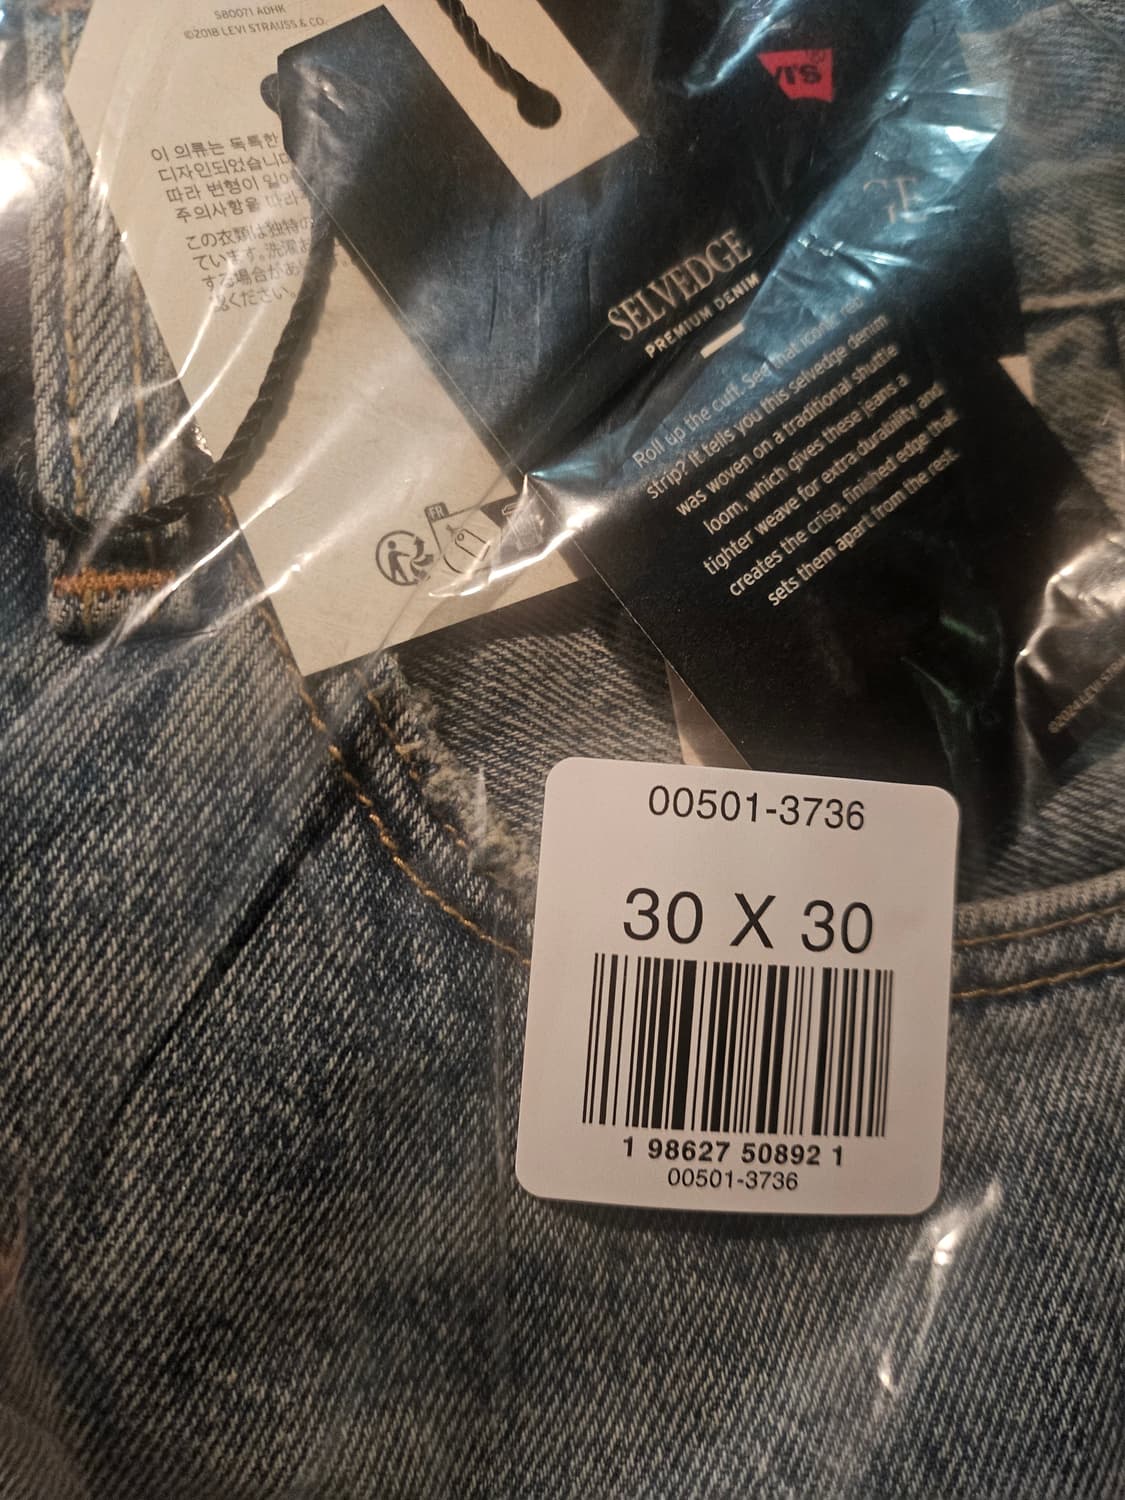 SB0071 ADHK
©2018 LEVI STRAUSS & CO.
이 의류는 독특한
디자인되었습니다
따라 변형이 일어
주의사항을 따라
この衣類は独特の
ています。洗濯
する場合があ
ください。
FR
SELVEDGE
PREMIUM DENIM
Roll up the cuff. See that iconic red
strip? It tells you this selvedge denim
was woven on a traditional shuttle
loom, which gives these jeans a
tighter weave for extra durability and
creates the crisp, finished edge that
sets them apart from the rest.
00501-3736
30 X 30
1 98627 50892 1
00501-3736